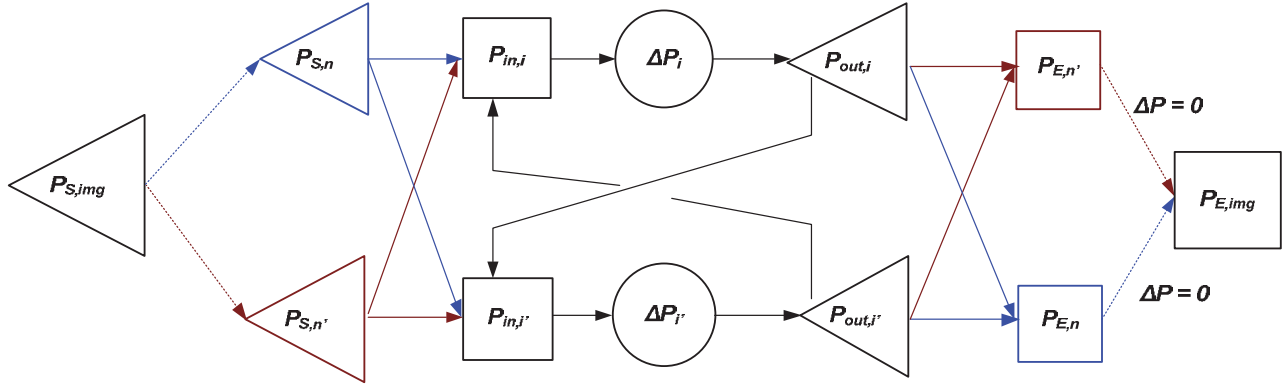 P_{S,n}
P_{in,i}
ΔP_i
P_{out,i}
P_{E,n'}
ΔP = 0
P_{S,img}
P_{E,img}
P_{S,n'}
P_{in,i'}
ΔP_{i'}
P_{out,i'}
P_{E,n}
ΔP = 0